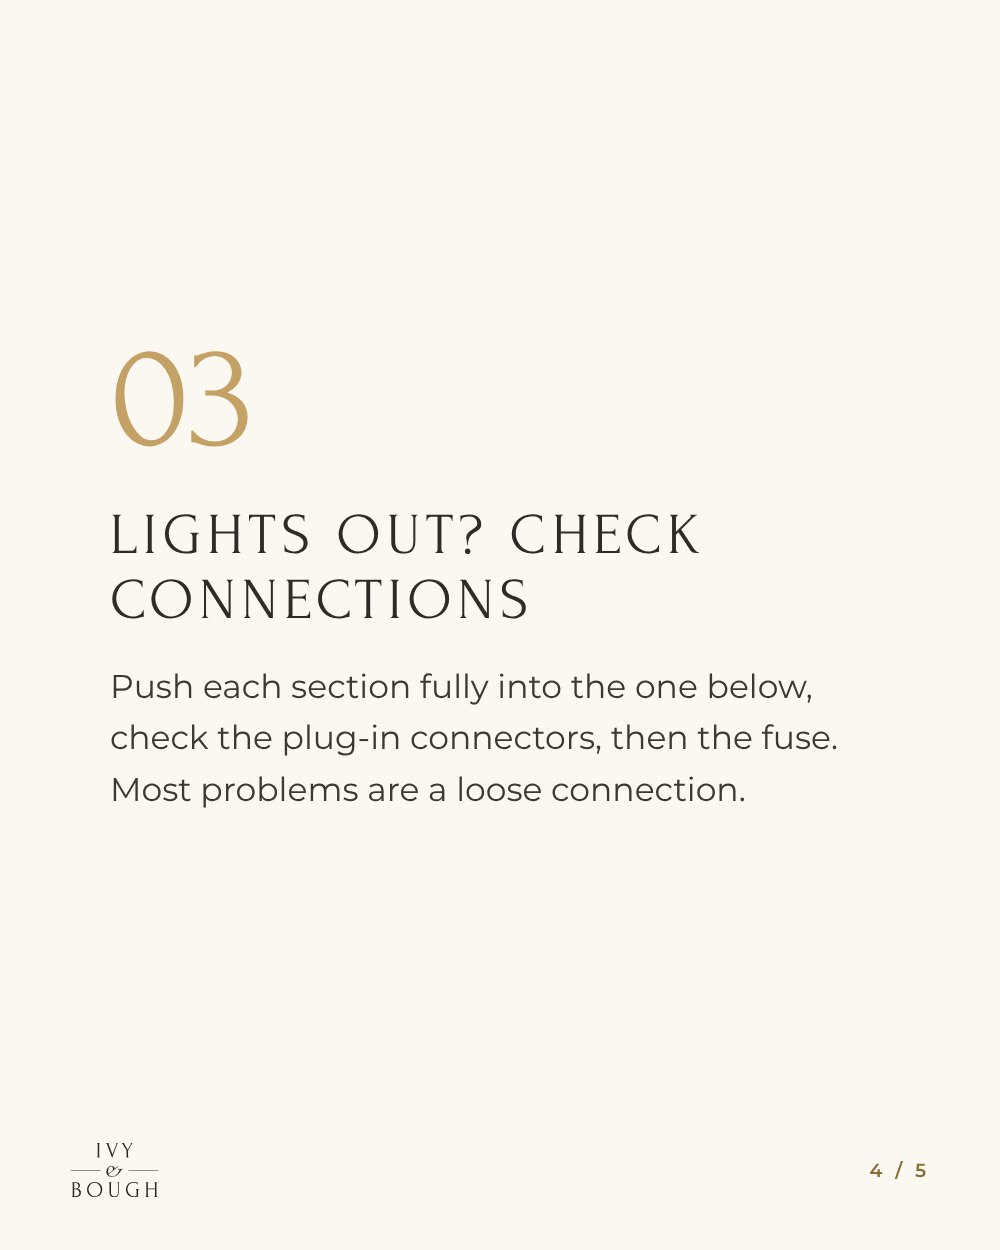 03
LIGHTS OUT? CHECK
CONNECTIONS
Push each section fully into the one below,
check the plug-in connectors, then the fuse.
Most problems are a loose connection.
IVY
&
BOUGH
4 / 5